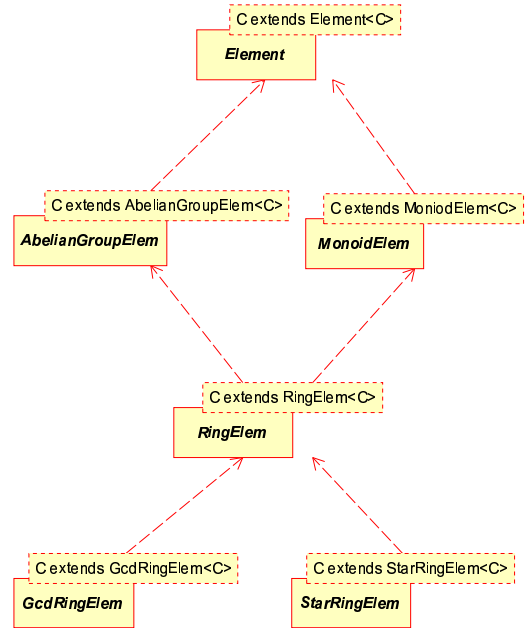 C extends Element<C>
Element
C extends AbelianGroupElem<C>
AbelianGroupElem
C extends MoniodElem<C>
MonoidElem
C extends RingElem<C>
RingElem
C extends GcdRingElem<C>
GcdRingElem
C extends StarRingElem<C>
StarRingElem